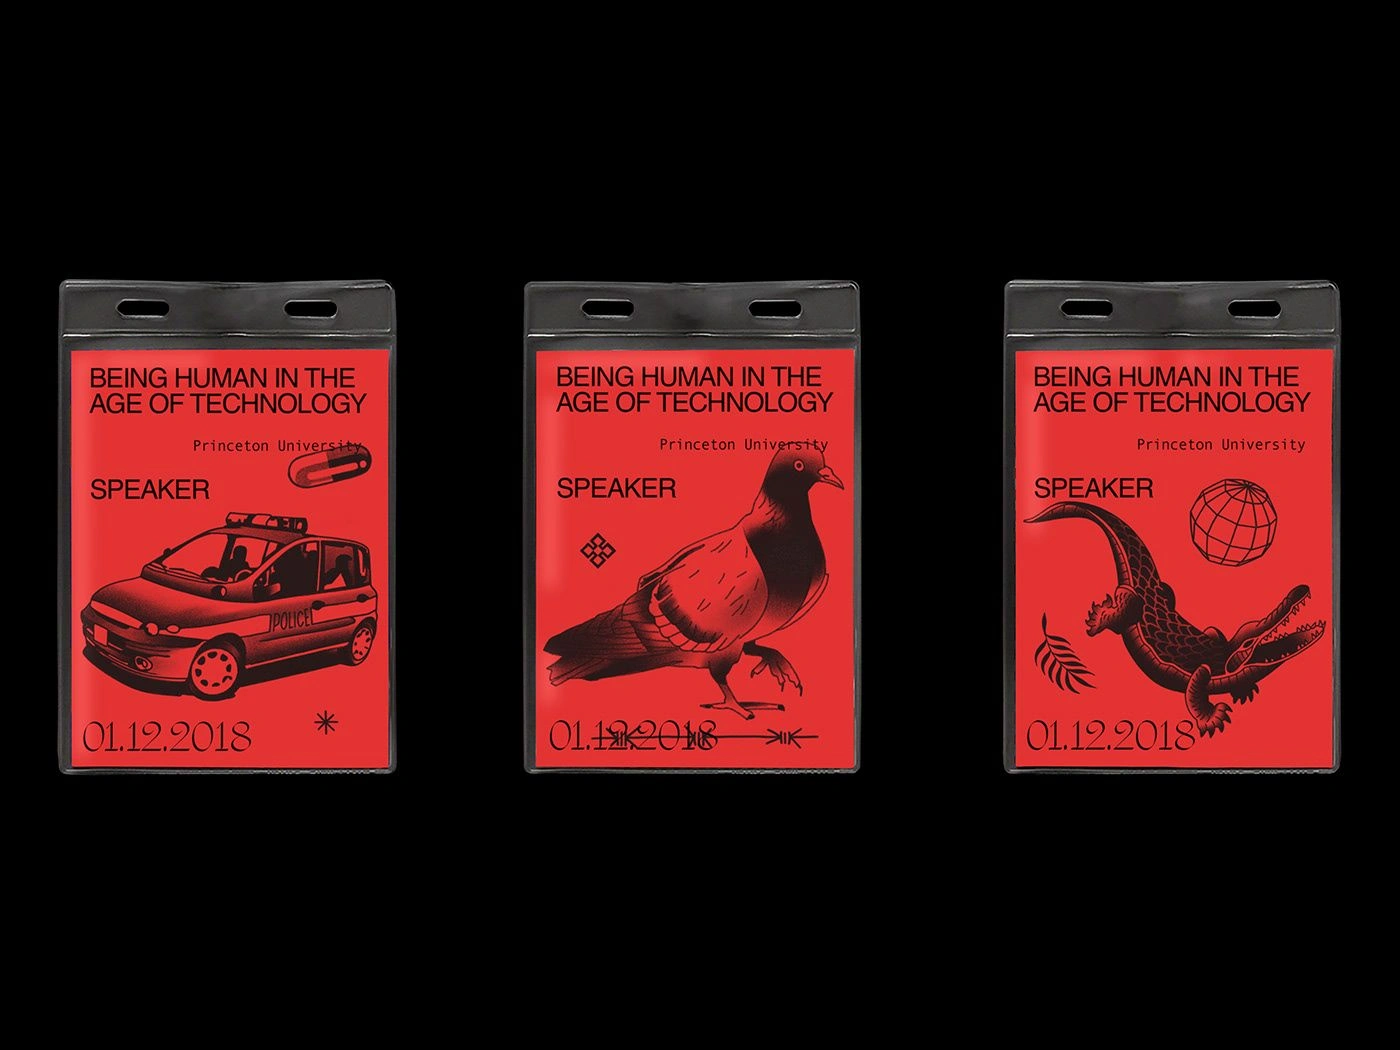 BEING HUMAN IN THE
AGE OF TECHNOLOGY
Princeton University
SPEAKER
POLICE
01.12.2018
BEING HUMAN IN THE
AGE OF TECHNOLOGY
Princeton University
SPEAKER
01.12.2018
BEING HUMAN IN THE
AGE OF TECHNOLOGY
Princeton University
SPEAKER
01.12.2018